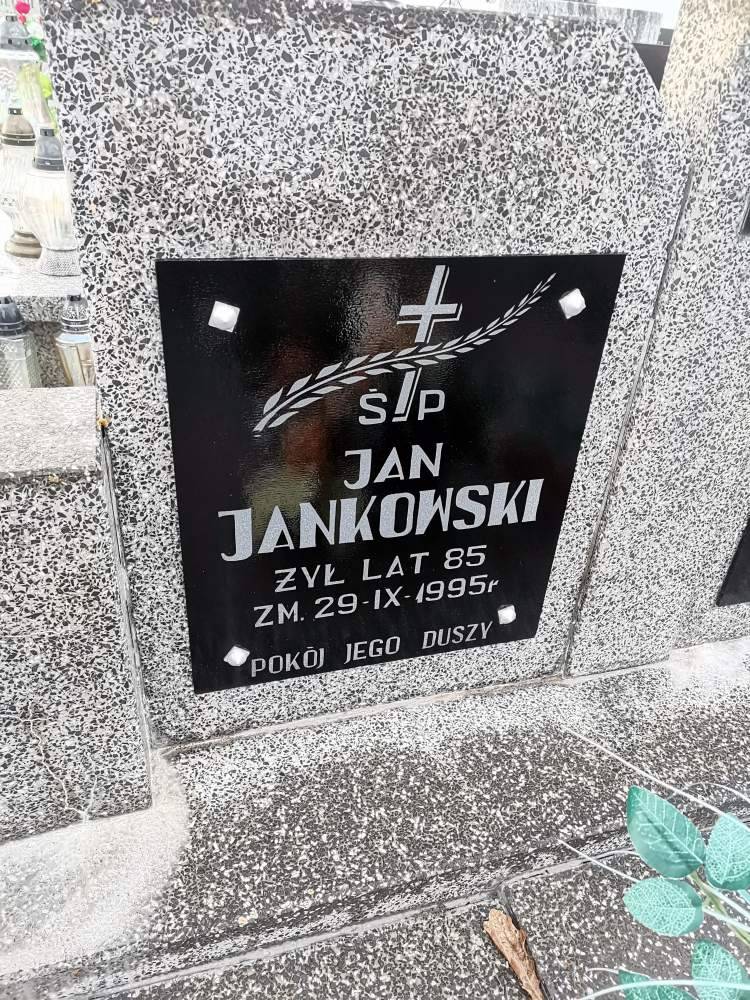 Ś P
JAN
JANKOWSKI
ŻYŁ LAT 85
ZM. 29-IX-1995r
POKÓJ JEGO DUSZY